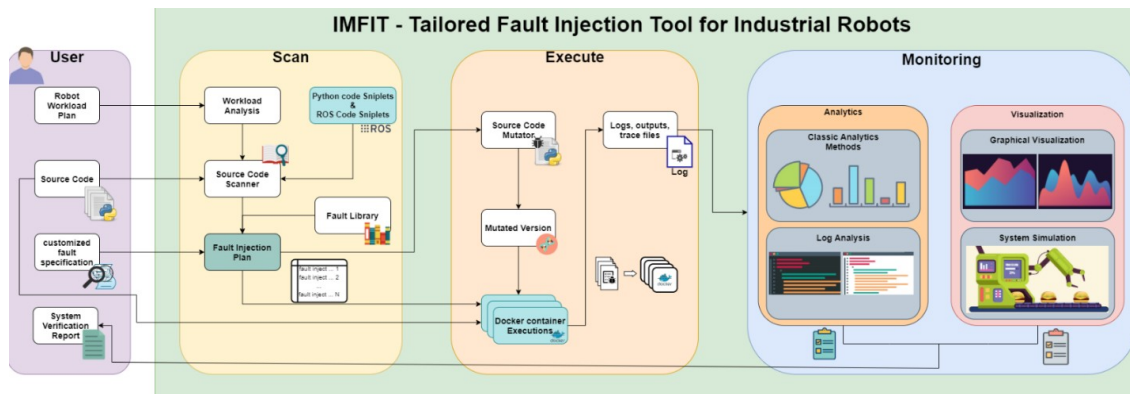 IMFIT - Tailored Fault Injection Tool for Industrial Robots
User
Robot
Workload
Plan
Source Code
customized
fault
specification
System
Verification
Report
Scan
Workload
Analysis
Python code Sniplets
&
ROS Code Sniplets
ROS
Source Code
Scanner
Fault Library
Fault Injection
Plan
fault inject ... 1
fault inject ... 2
...
fault inject ... N
Execute
Source Code
Mutator
Logs, outputs,
trace files
Log
Mutated Version
Docker container
Executions
docker
docker
Monitoring
Analytics
Classic Analytics
Methods
Log Analysis
Visualization
Graphical Visualization
System Simulation